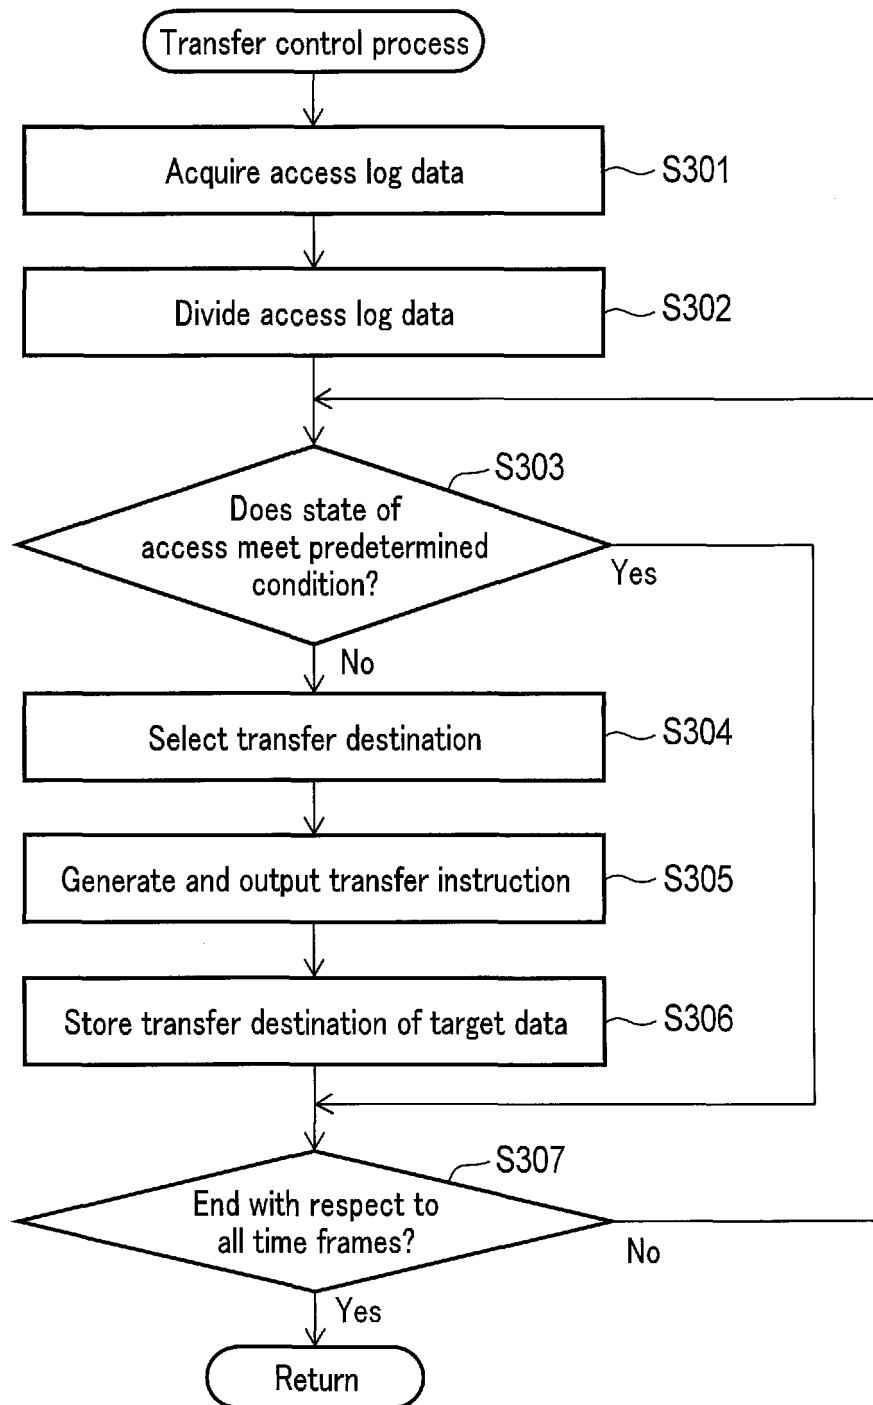 Transfer control process
Acquire access log data
S301
Divide access log data
S302
S303
Does state of
access meet predetermined
condition?
Yes
No
Select transfer destination
S304
Generate and output transfer instruction
S305
Store transfer destination of target data
S306
S307
End with respect to
all time frames?
No
Yes
Return